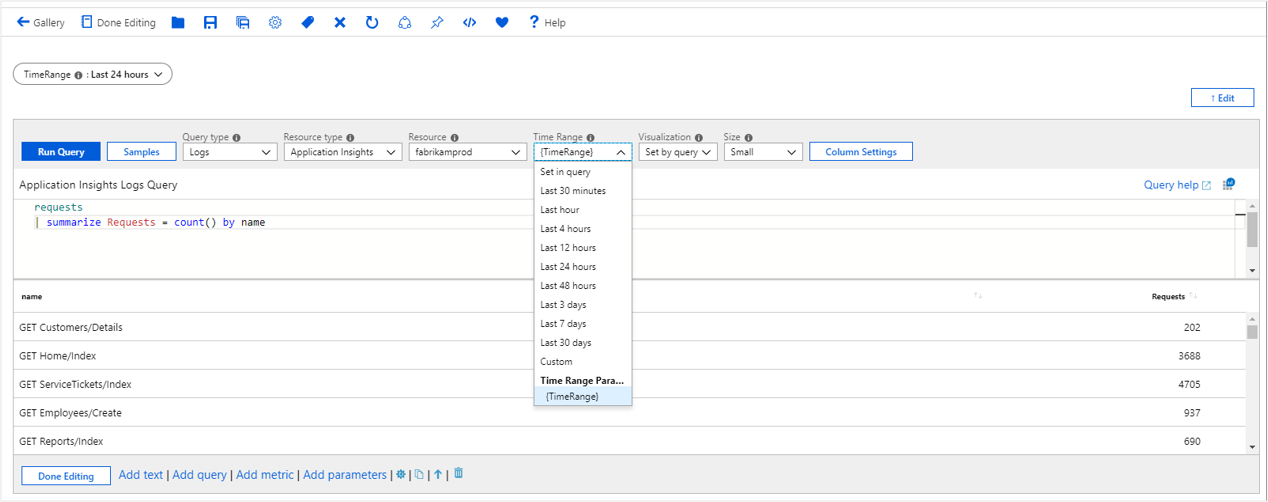 Gallery Done Editing ? Help
TimeRange : Last 24 hours
↑ Edit
Query type Resource type Resource Time Range Visualization Size
Run Query Samples Logs Application Insights fabrikamprod {TimeRange} Set by query Small Column Settings
Set in query
Last 30 minutes
Last hour
Last 4 hours
Last 12 hours
Last 24 hours
Last 48 hours
Last 3 days
Last 7 days
Last 30 days
Custom
Time Range Para...
{TimeRange}
Application Insights Logs Query Query help
requests
| summarize Requests = count() by name
name Requests
GET Customers/Details 202
GET Home/Index 3688
GET ServiceTickets/Index 4705
GET Employees/Create 937
GET Reports/Index 690
Done Editing Add text | Add query | Add metric | Add parameters | | | |